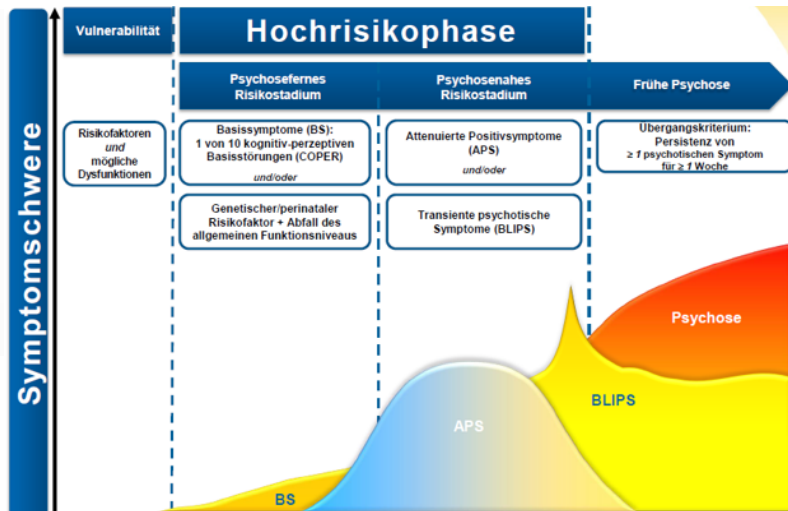 Vulnerabilität
Hochrisikophase
Psychosefernes
Risikostadium
Psychosenahes
Risikostadium
Frühe Psychose
Symptomschwere
Risikofaktoren
und
mögliche
Dysfunktionen
Basissymptome (BS):
1 von 10 kognitiv-perzeptiven
Basisstörungen (COPER)
und/oder
Genetischer/perinataler
Risikofaktor + Abfall des
allgemeinen Funktionsniveaus
Attenuierte Positivsymptome
(APS)
und/oder
Transiente psychotische
Symptome (BLIPS)
Übergangskriterium:
Persistenz von
≥ 1 psychotischen Symptom
für ≥ 1 Woche
Psychose
BLIPS
APS
BS